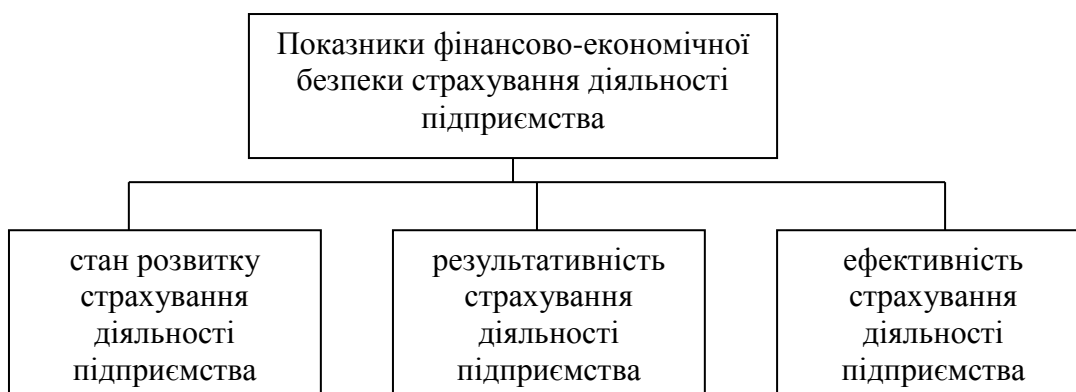 Показники фінансово-економічної
безпеки страхування діяльності
підприємства
стан розвитку
страхування
діяльності
підприємства
результативність
страхування
діяльності
підприємства
ефективність
страхування
діяльності
підприємства